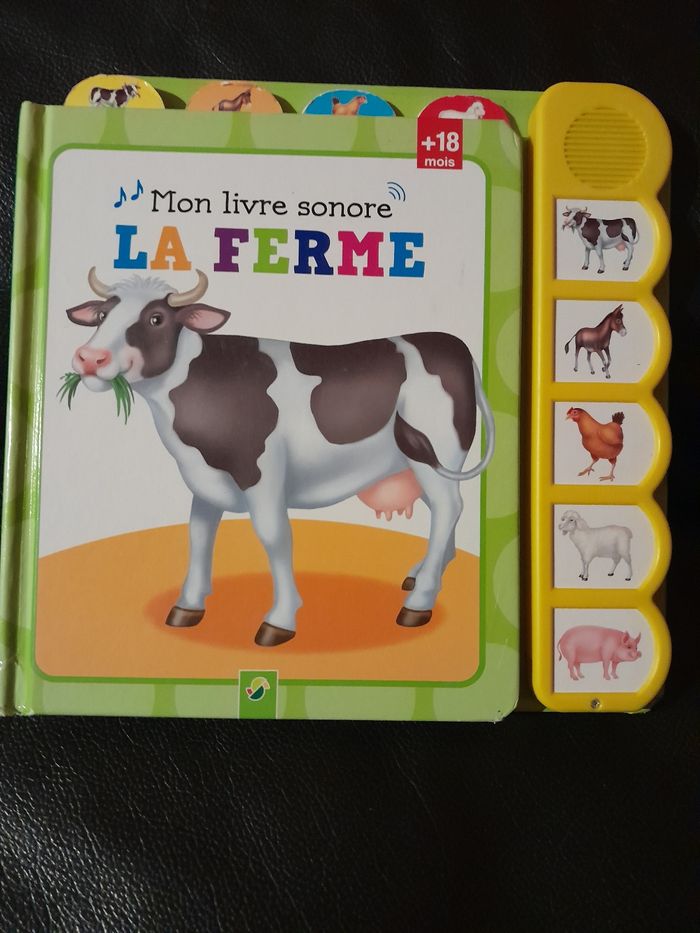 +18
mois
Mon livre sonore
LA FERME